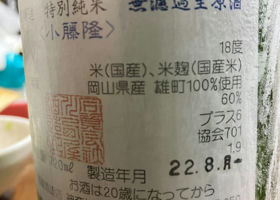 特別純米
無濾過生原酒
〈小藤隆〉
18度
米(国産)、米麹(国産米)
岡山県産 雄町100%使用
60%
プラス6
協会701
1.9
製造年月 22.8.月
お酒は20歳になってから